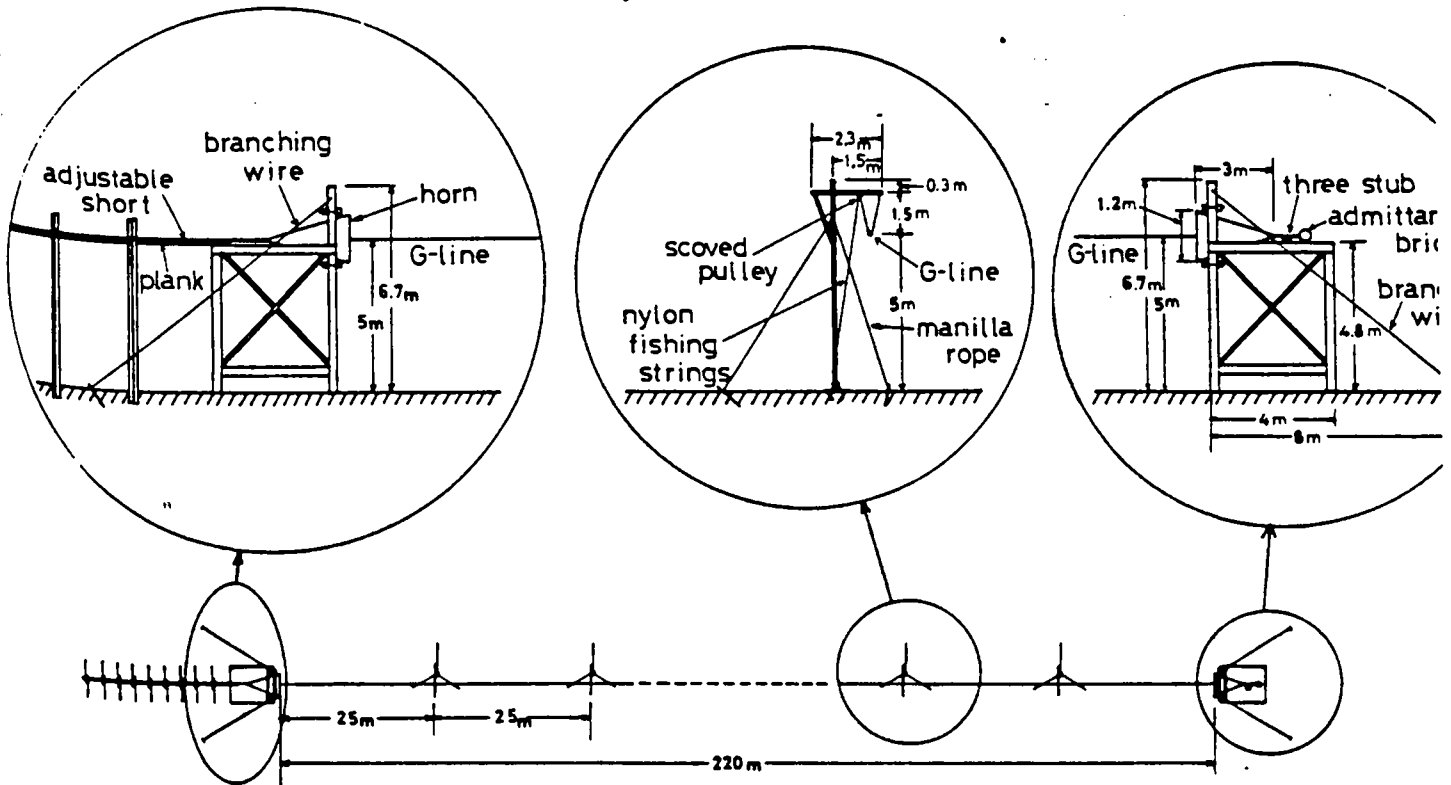 branching
wire
adjustable
short
horn
G-line
plank
6.7m
5m
2.3m
1.5m
0.3m
1.5m
scoved
pulley
G-line
5m
nylon
fishing
strings
manilla
rope
3m
three stub
1.2m
admittan
G-line
6.7m
5m
4.8m
4m
8m
25m
25m
220m